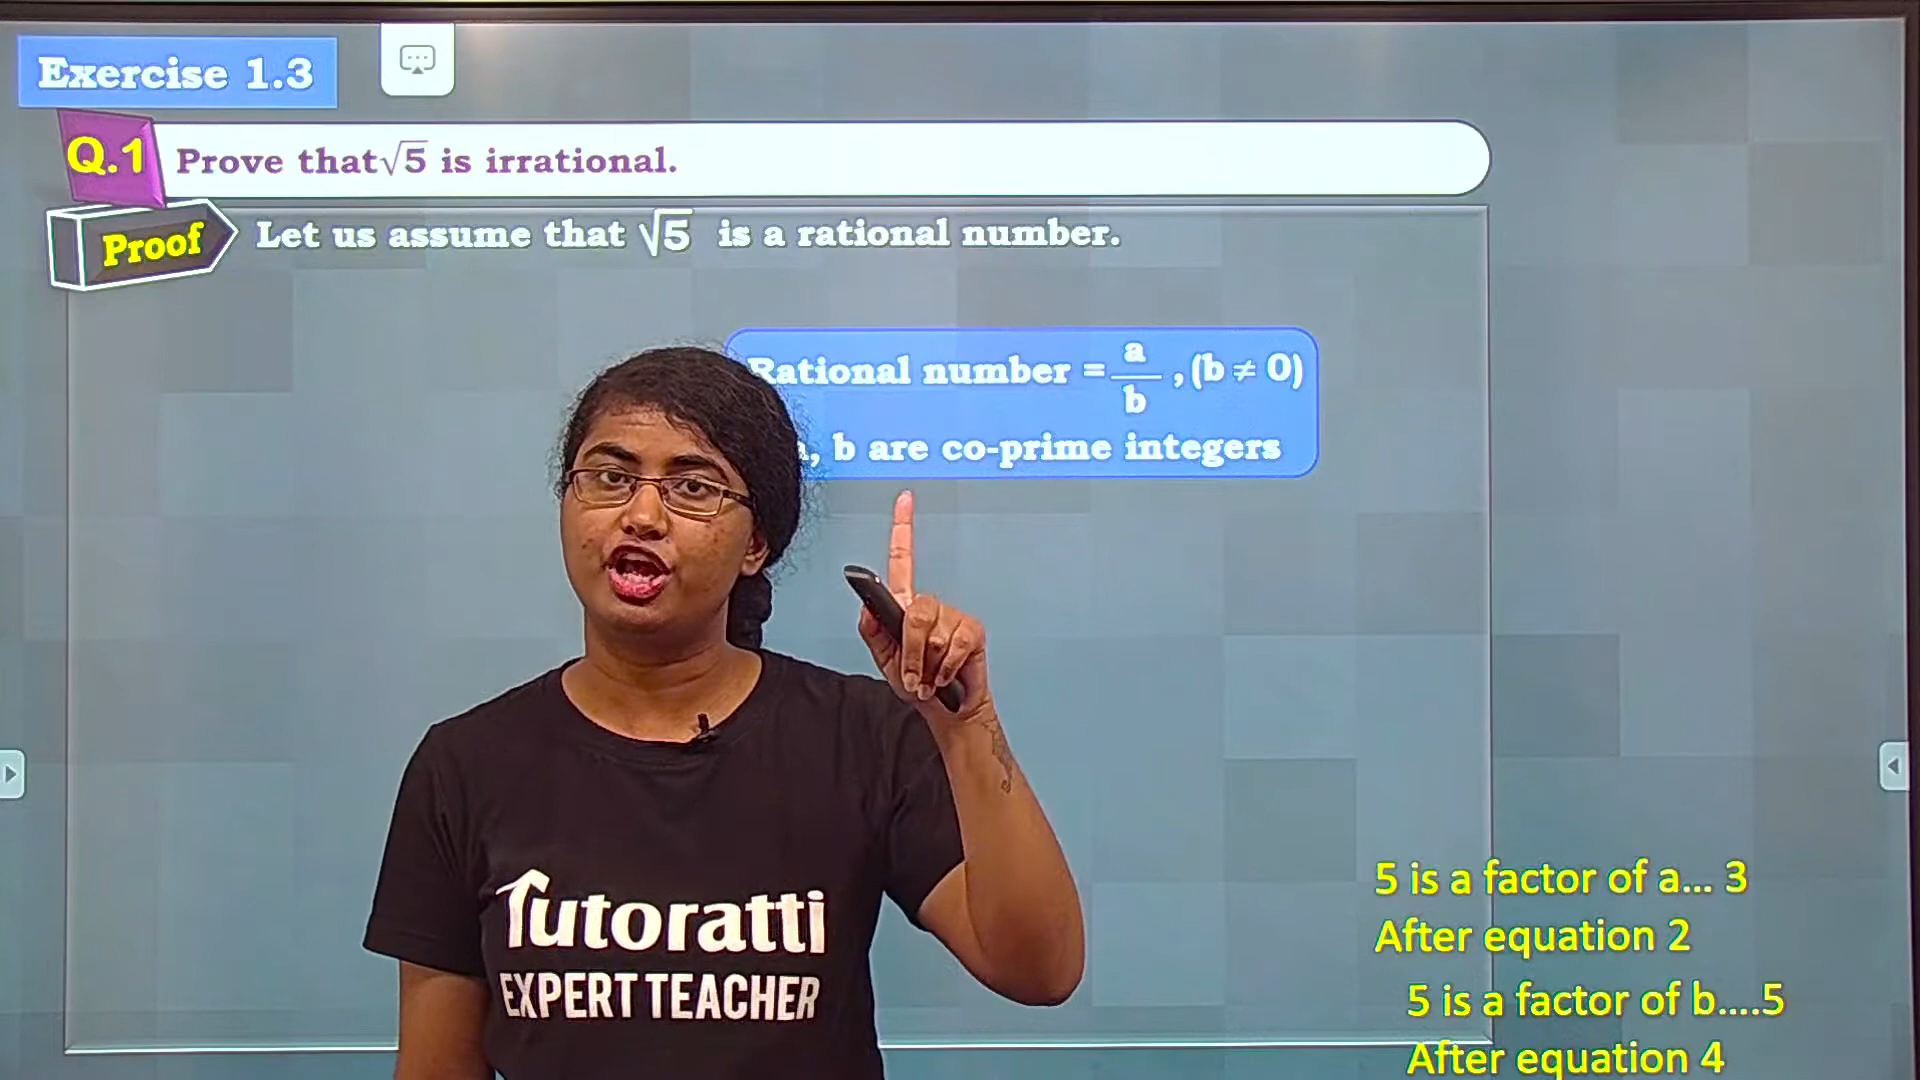 Exercise 1.3
Q.1 Prove that √5 is irrational.
Proof Let us assume that √5 is a rational number.
Rational number = a/b , (b ≠ 0)
a, b are co-prime integers
Tutoratti
EXPERT TEACHER
5 is a factor of a... 3
After equation 2
5 is a factor of b....5
After equation 4